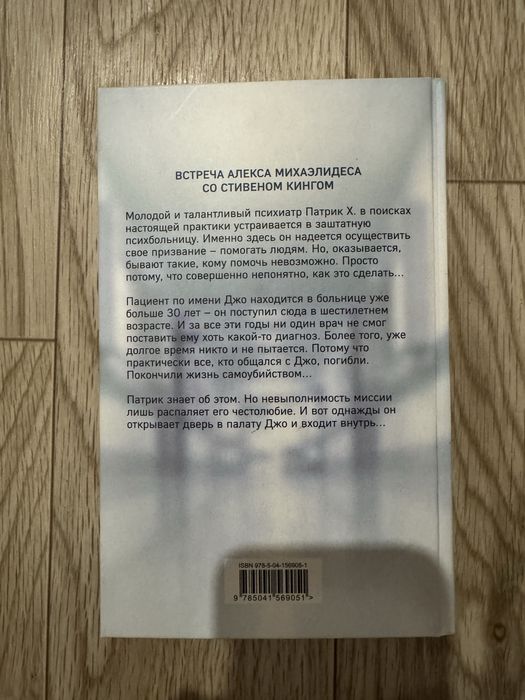 ВСТРЕЧА АЛЕКСА МИХАЭЛИДЕСА
СО СТИВЕНОМ КИНГОМ
Молодой и талантливый психиатр Патрик Х. в поисках
настоящей практики устраивается в заштатную
психбольницу. Именно здесь он надеется осуществить
свое призвание – помогать людям. Но, оказывается,
бывают такие, кому помочь невозможно. Просто
потому, что совершенно непонятно, как это сделать...
Пациент по имени Джо находится в больнице уже
больше 30 лет – он поступил сюда в шестилетнем
возрасте. И за все эти годы ни один врач не смог
поставить ему хоть какой-то диагноз. Более того, уже
долгое время никто и не пытается. Потому что
практически все, кто общался с Джо, погибли.
Покончили жизнь самоубийством...
Патрик знает об этом. Но невыполнимость миссии
лишь распаляет его честолюбие. И вот однажды он
открывает дверь в палату Джо и входит внутрь...
ISBN 978-5-04-156905-1
9 785041 569051 >